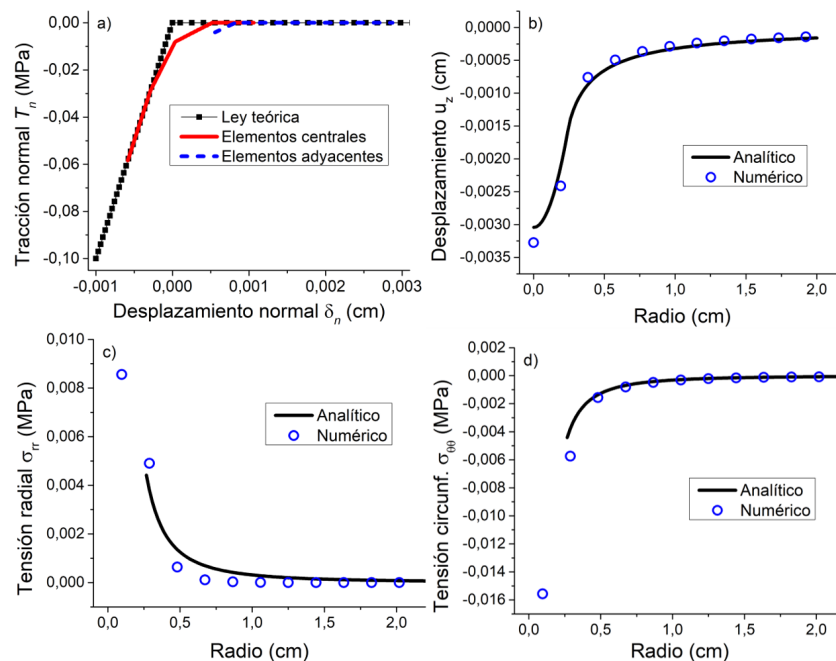 a)
0,00
-0,02
-0,04
-0,06
-0,08
-0,10
-0,001 0,000 0,001 0,002 0,003
Tracción normal Tn (MPa)
Desplazamiento normal δn (cm)
Ley teórica
Elementos centrales
Elementos adyacentes
b)
0,0000
-0,0005
-0,0010
-0,0015
-0,0020
-0,0025
-0,0030
-0,0035
0,0 0,5 1,0 1,5 2,0
Desplazamiento uz (cm)
Radio (cm)
Analítico
Numérico
c)
0,010
0,008
0,006
0,004
0,002
0,000
0,0 0,5 1,0 1,5 2,0
Tensión radial σrr (MPa)
Radio (cm)
Analítico
Numérico
d)
0,002
0,000
-0,002
-0,004
-0,006
-0,008
-0,010
-0,012
-0,014
-0,016
0,0 0,5 1,0 1,5 2,0
Tensión circunf. σθθ (MPa)
Radio (cm)
Analítico
Numérico